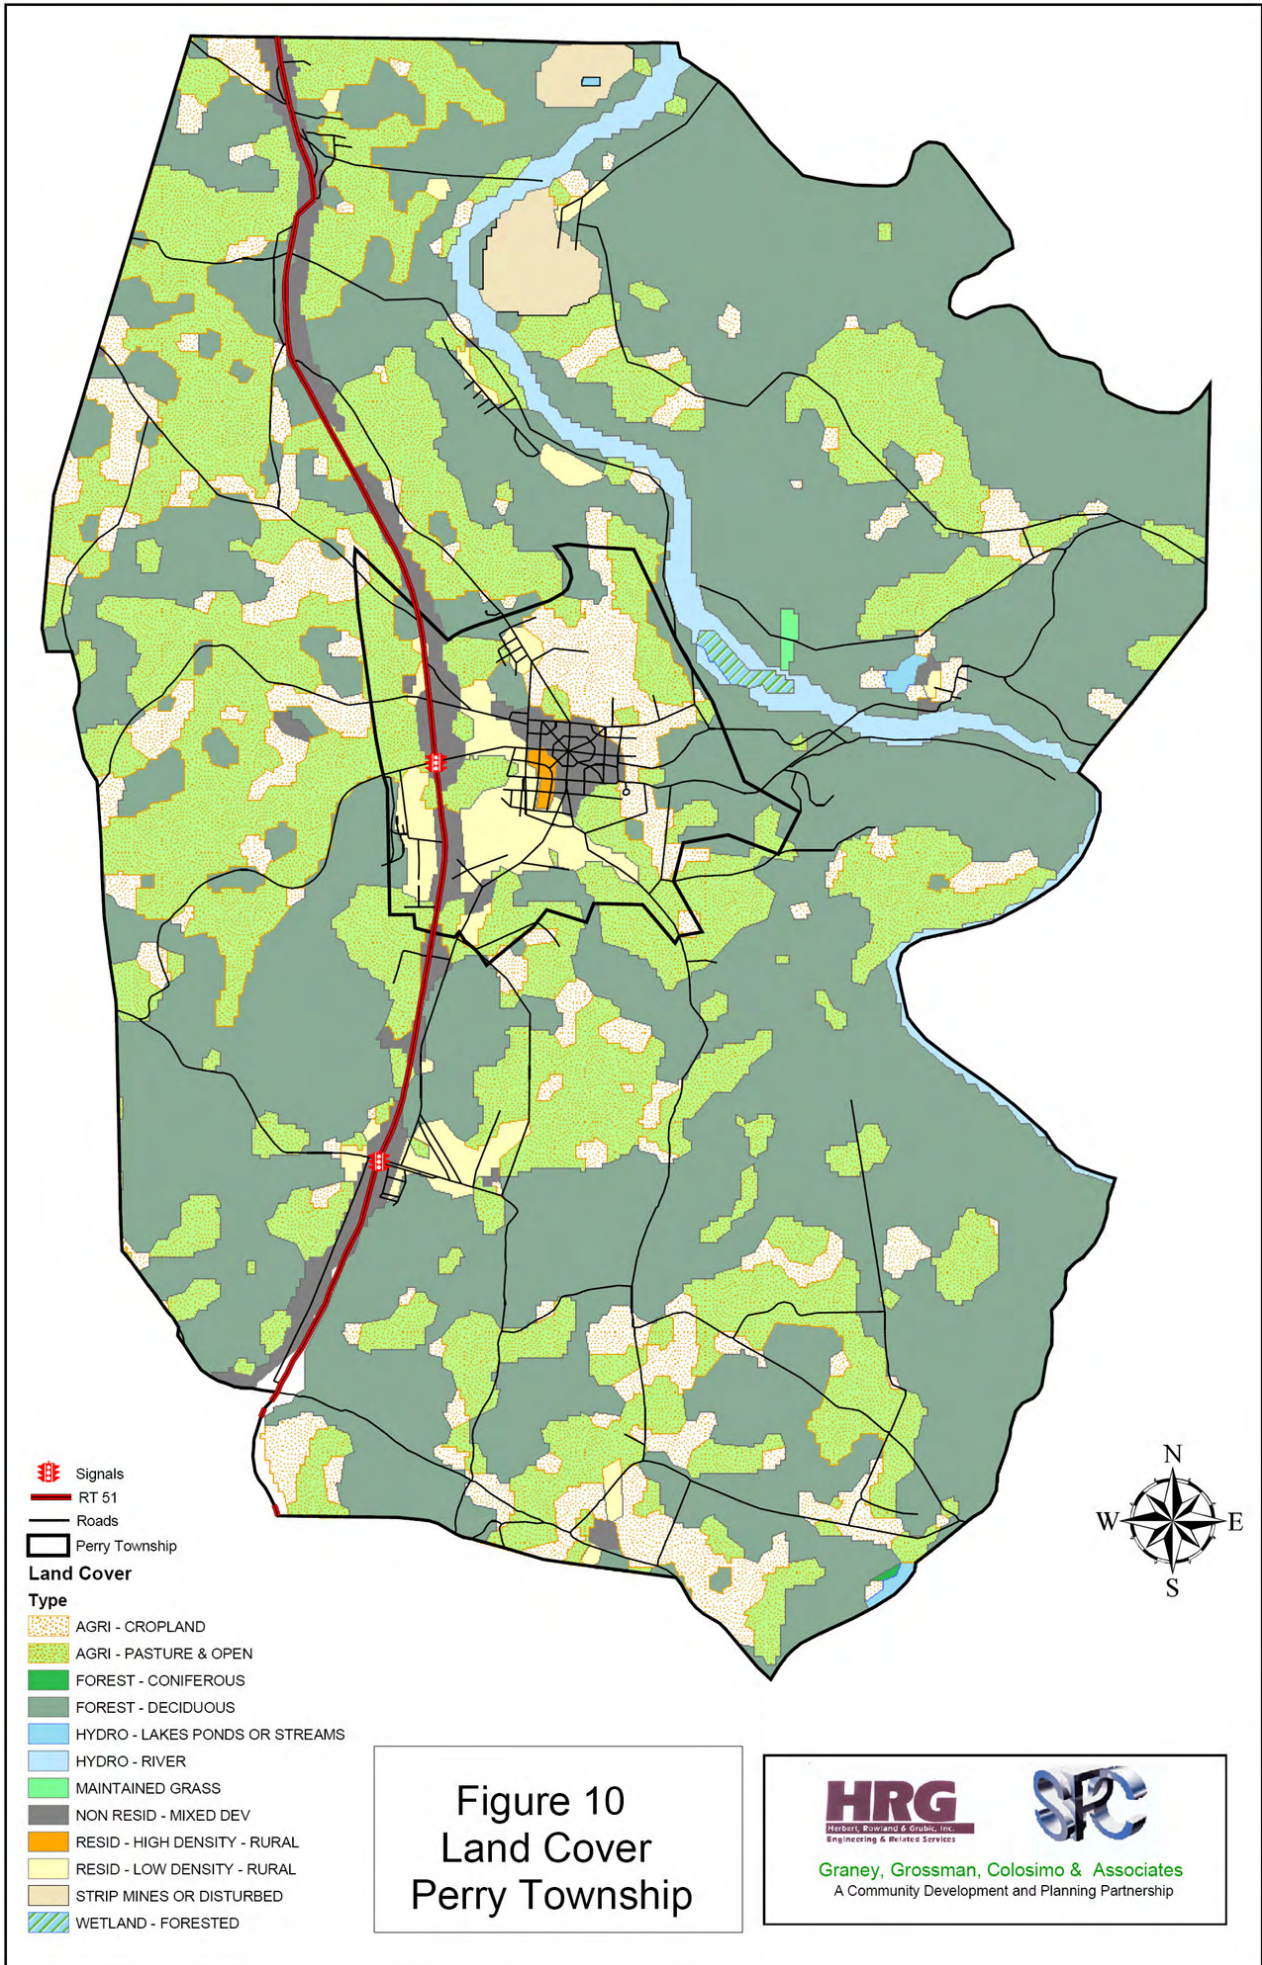 N
W
E
S
Signals
RT 51
Roads
Perry Township
Land Cover
Type
AGRI - CROPLAND
AGRI - PASTURE & OPEN
FOREST - CONIFEROUS
FOREST - DECIDUOUS
HYDRO - LAKES PONDS OR STREAMS
HYDRO - RIVER
MAINTAINED GRASS
NON RESID - MIXED DEV
RESID - HIGH DENSITY - RURAL
RESID - LOW DENSITY - RURAL
STRIP MINES OR DISTURBED
WETLAND - FORESTED
Figure 10
Land Cover
Perry Township
HRG
Herbert, Rowland & Grubic, Inc.
Engineering & Related Services
SPC
Graney, Grossman, Colosimo & Associates
A Community Development and Planning Partnership